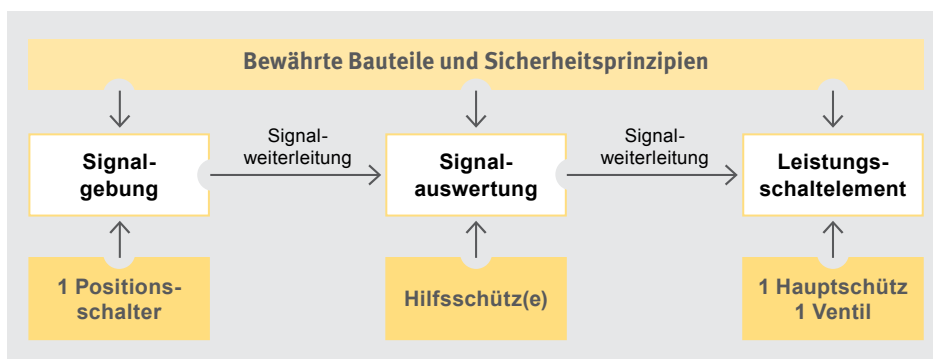 Bewährte Bauteile und Sicherheitsprinzipien
Signal-
weiterleitung
Signal-
weiterleitung
Signal-
gebung
Signal-
auswertung
Leistungs-
schaltelement
1 Positions-
schalter
Hilfsschütz(e)
1 Hauptschütz
1 Ventil